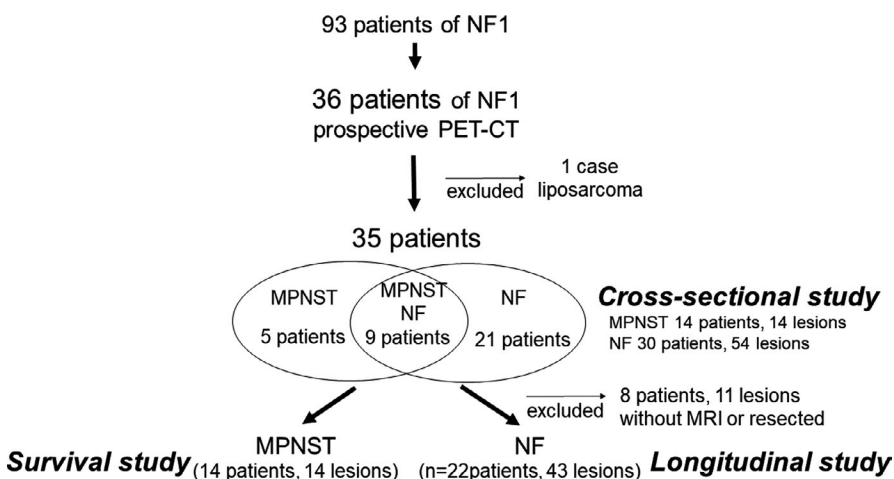 93 patients of NF1
36 patients of NF1
prospective PET-CT
excluded
1 case
liposarcoma
35 patients
MPNST
5 patients
MPNST
NF
9 patients
NF
21 patients
Cross-sectional study
MPNST 14 patients, 14 lesions
NF 30 patients, 54 lesions
excluded
8 patients, 11 lesions
without MRI or resected
Survival study
MPNST
(14 patients, 14 lesions)
NF
(n=22patients, 43 lesions)
Longitudinal study